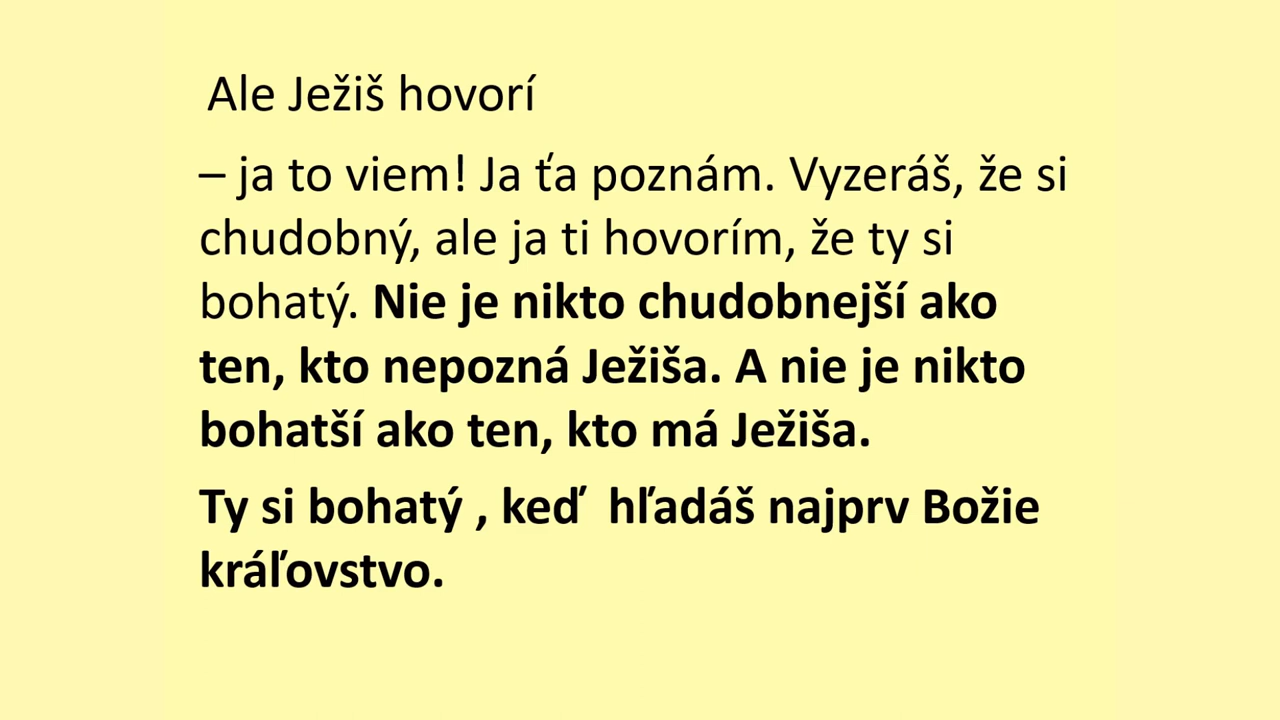 Ale Ježiš hovorí
– ja to viem! Ja ťa poznám. Vyzeráš, že si
chudobný, ale ja ti hovorím, že ty si
bohatý. Nie je nikto chudobnejší ako
ten, kto nepozná Ježiša. A nie je nikto
bohatší ako ten, kto má Ježiša.
Ty si bohatý , keď  hľadáš najprv Božie
kráľovstvo.